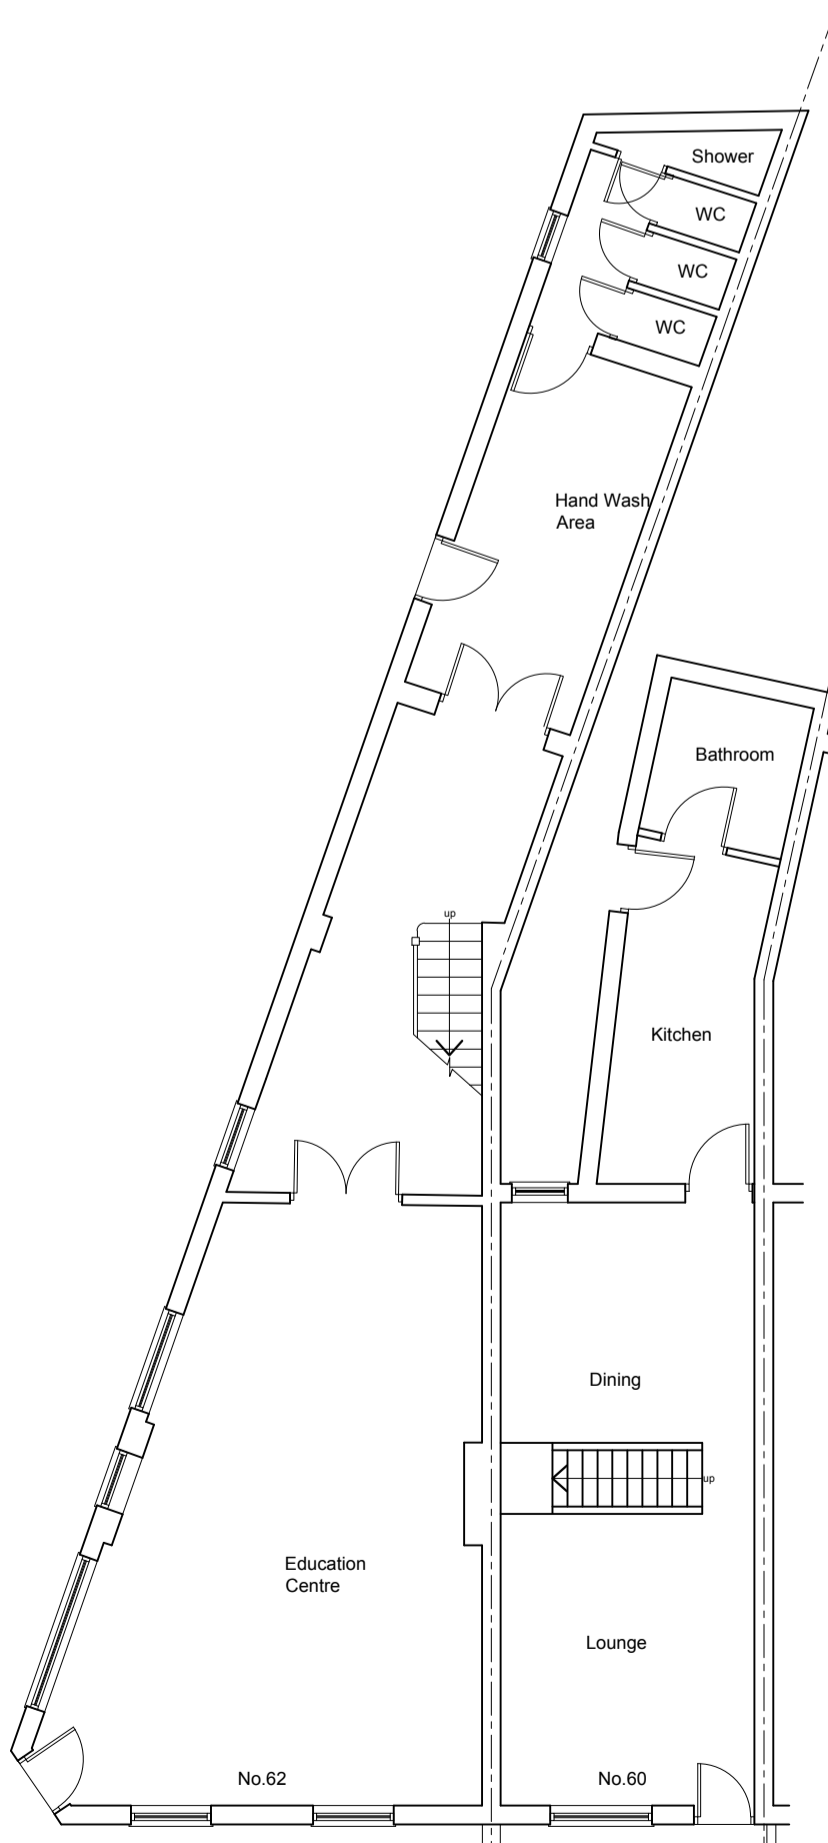 Shower
WC
WC
WC
Hand Wash
Area
Bathroom
up
Kitchen
Dining
up
Education
Centre
Lounge
No.62
No.60